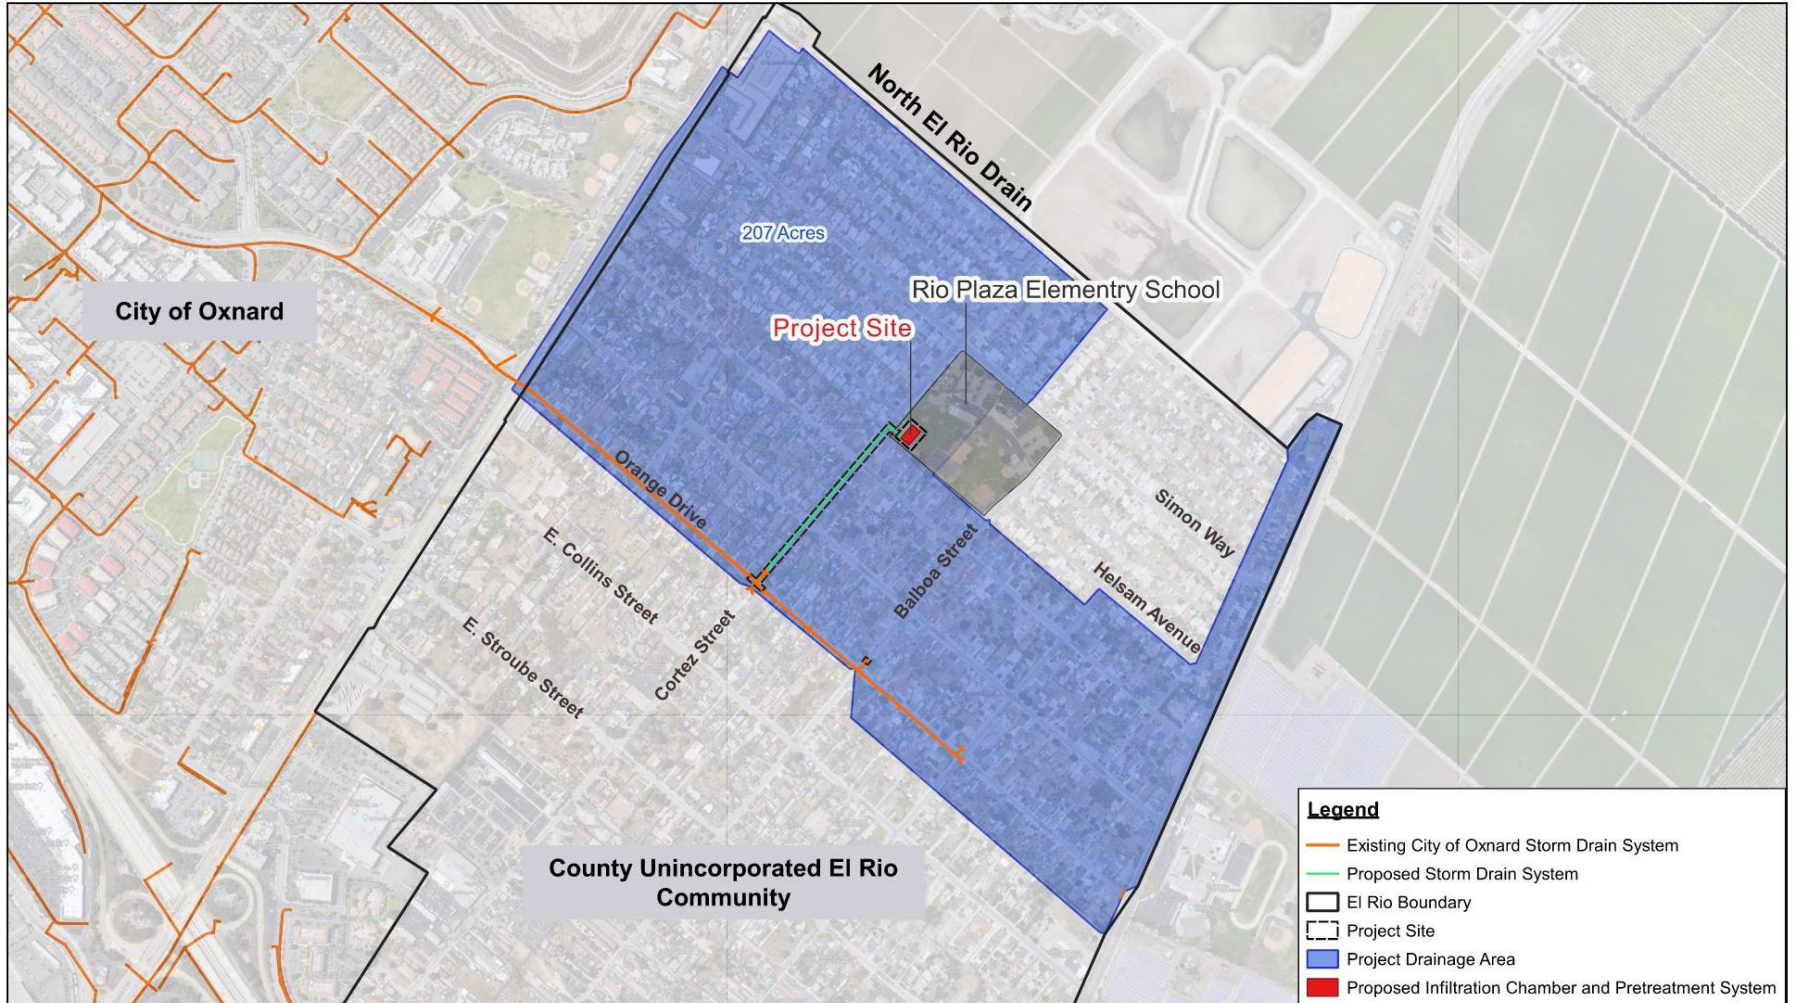 North El Rio Drain
207 Acres
Rio Plaza Elementry School
City of Oxnard
Project Site
Orange Drive
Simon Way
E. Collins Street
Balboa Street
Helsam Avenue
E. Stroube Street
Cortez Street
County Unincorporated El Rio
Community
Legend
Existing City of Oxnard Storm Drain System
Proposed Storm Drain System
El Rio Boundary
Project Site
Project Drainage Area
Proposed Infiltration Chamber and Pretreatment System